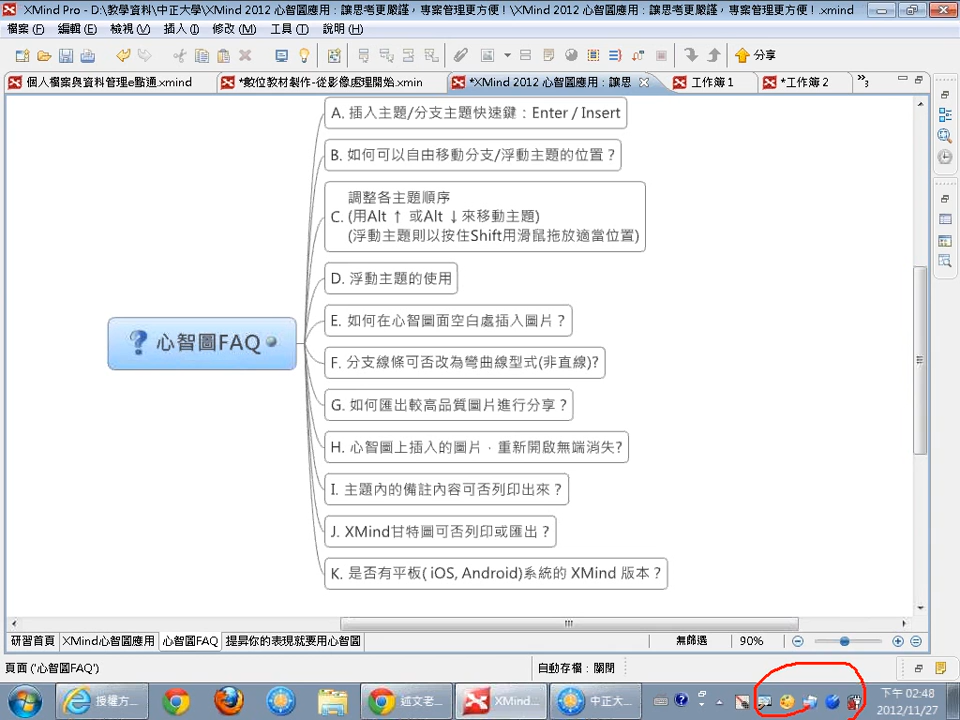 XMind Pro - D:\教學資料\中正大學\XMind 2012 心智圖應用：讓思考更嚴謹，專案管理更方便！\XMind 2012 心智圖應用：讓思考更嚴謹，專案管理更方便！.xmind
檔案(F) 編輯(E) 檢視(V) 插入(I) 修改(M) 工具(T) 說明(H)
分享
個人檔案與資料管理e點通.xmind
*數位教材製作-從影像處理開始.xmin
*XMind 2012 心智圖應用：讓思
工作簿 1
*工作簿 2
»3
A. 插入主題/分支主題快速鍵：Enter / Insert
B. 如何可以自由移動分支/浮動主題的位置？
調整各主題順序
C. (用Alt ↑ 或Alt ↓來移動主題)
(浮動主題則以按住Shift用滑鼠拖放適當位置)
D. 浮動主題的使用
E. 如何在心智圖面空白處插入圖片？
心智圖FAQ
F. 分支線條可否改為彎曲線型式(非直線)?
G. 如何匯出較高品質圖片進行分享？
H. 心智圖上插入的圖片，重新開啟無端消失?
I. 主題內的備註內容可否列印出來？
J. XMind甘特圖可否列印或匯出？
K. 是否有平板( iOS, Android)系統的 XMind 版本？
研習首頁 XMind心智圖應用 心智圖FAQ 提昇你的表現就要用心智圖
無篩選 90%
頁面 ('心智圖FAQ')
自動存檔：關閉
授權方...
述文老...
XMind...
中正大...
下午 02:48
2012/11/27